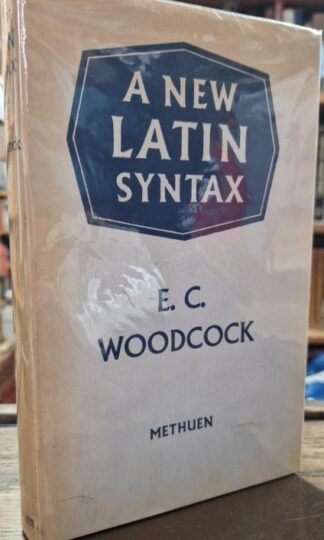 A NEW
LATIN
SYNTAX
E. C.
WOODCOCK
METHUEN